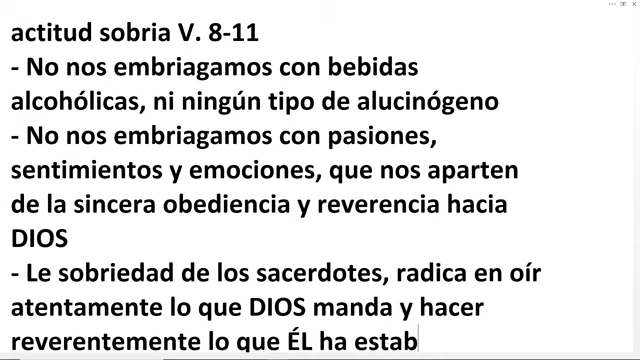 actitud sobria V. 8-11
- No nos embriagamos con bebidas
alcohólicas, ni ningún tipo de alucinógeno
- No nos embriagamos con pasiones,
sentimientos y emociones, que nos aparten
de la sincera obediencia y reverencia hacia
DIOS
- Le sobriedad de los sacerdotes, radica en oír
atentamente lo que DIOS manda y hacer
reverentemente lo que ÉL ha estab